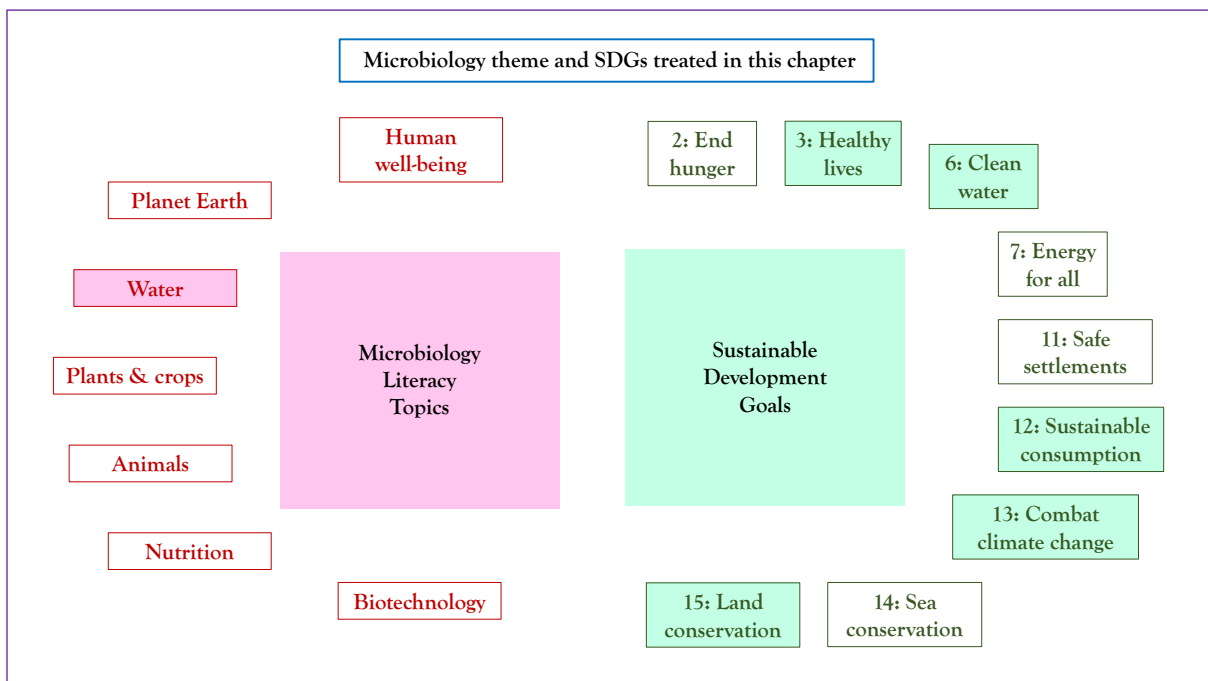 Microbiology theme and SDGs treated in this chapter
Human
well-being
Planet Earth
Water
Plants & crops
Animals
Nutrition
Biotechnology
Microbiology
Literacy
Topics
Sustainable
Development
Goals
2: End
hunger
3: Healthy
lives
6: Clean
water
7: Energy
for all
11: Safe
settlements
12: Sustainable
consumption
13: Combat
climate change
14: Sea
conservation
15: Land
conservation